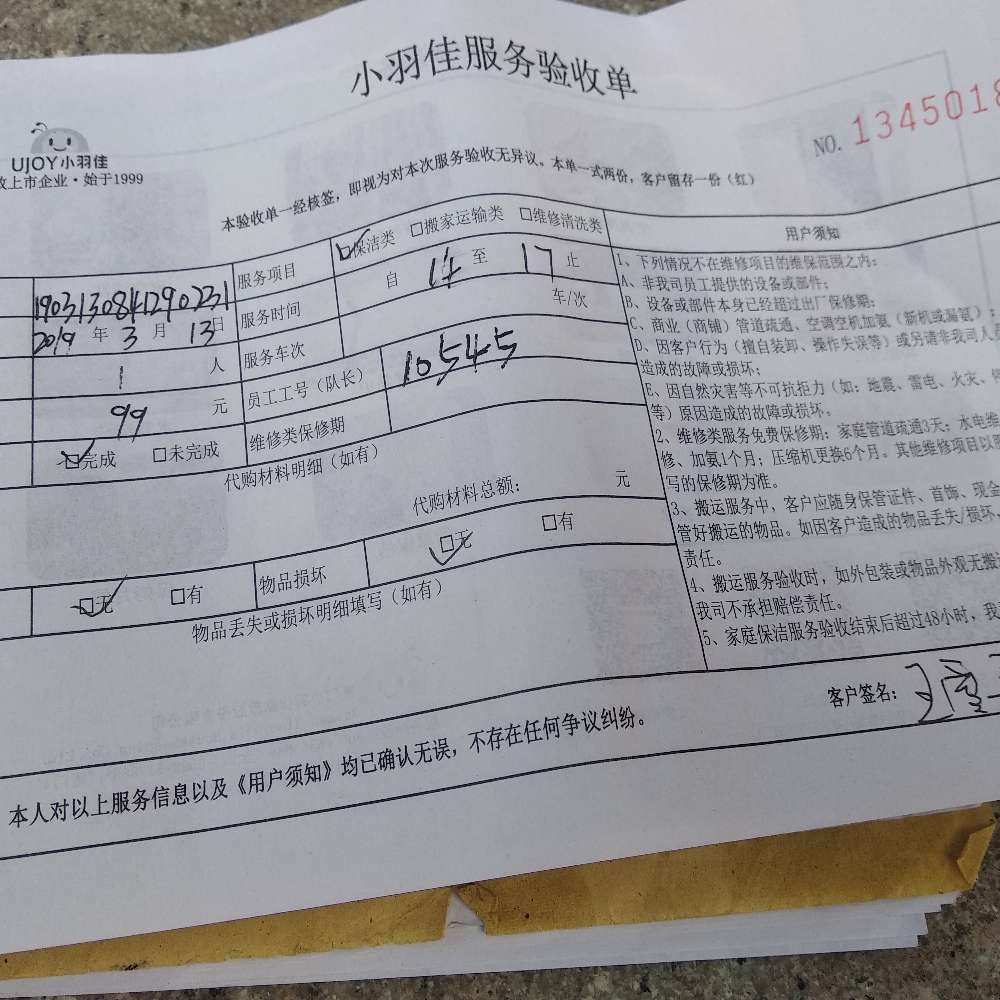 小羽佳服务验收单
NO. 1345018
UJOY小羽佳
上市企业·始于1999
本验收单一经核签，即视为对本次服务验收无异议。本单一式两份，客户留存一份（红）
服务项目 保洁类 搬家运输类 维修清洗类
190313084290231 服务时间 自 14 至 17 止
2019 年 3 月 13日 服务车次 车/次
1 人 员工工号（队长） 10545
99 元 维修类保修期
完成 未完成
代购材料明细（如有）
代购材料总额： 元
无 有 物品损坏 无 有
物品丢失或损坏明细填写（如有）
用户须知
1、下列情况不在维修项目的维保范围之内：
A、非我司员工提供的设备或部件；
B、设备或部件本身已经超过出厂保修期；
C、商业（商铺）管道疏通、空调空机加氨（新机或漏氨）；
D、因客户行为（擅自装卸、操作失误等）或另请非我司人员
造成的故障或损坏；
E、因自然灾害等不可抗拒力（如：地震、雷电、火灾、
等）原因造成的故障或损坏。
2、维修类服务免费保修期：家庭管道疏通3天；水电维
修、加氨1个月；压缩机更换6个月。其他维修项目以
写的保修期为准。
3、搬运服务中，客户应随身保管证件、首饰、现金
管好搬运的物品。如因客户造成的物品丢失/损坏，
责任。
4、搬运服务验收时，如外包装或物品外观无
我司不承担赔偿责任。
5、家庭保洁服务验收结束后超过48小时，我
客户签名：
本人对以上服务信息以及《用户须知》均已确认无误，不存在任何争议纠纷。